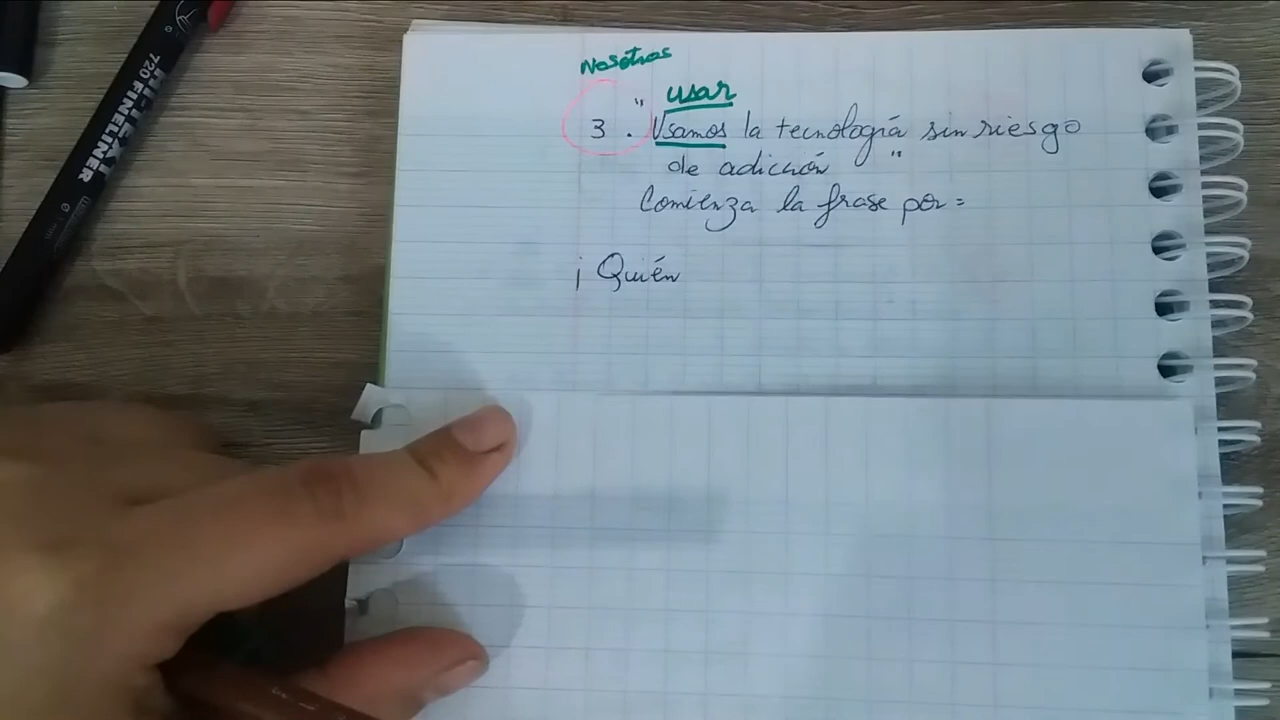 Nosotros
usar
" 3. Usamos la tecnología sin riesgo
de adicción "
Comienza la frase por =
¡ Quién
720 FINELINER